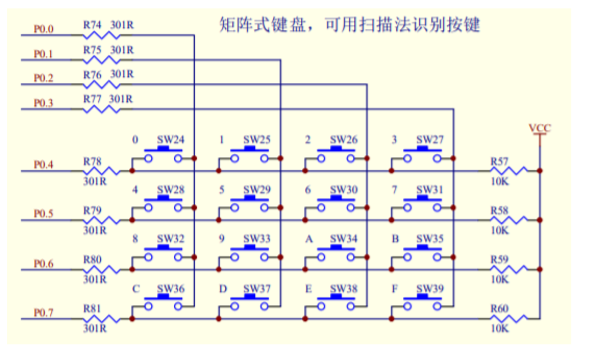 矩阵式键盘，可用扫描法识别按键
P0.0 R74 301R
P0.1 R75 301R
P0.2 R76 301R
P0.3 R77 301R
VCC
0 SW24 1 SW25 2 SW26 3 SW27
P0.4 R78 301R R57 10K
4 SW28 5 SW29 6 SW30 7 SW31
P0.5 R79 301R R58 10K
8 SW32 9 SW33 A SW34 B SW35
P0.6 R80 301R R59 10K
C SW36 D SW37 E SW38 F SW39
P0.7 R81 301R R60 10K